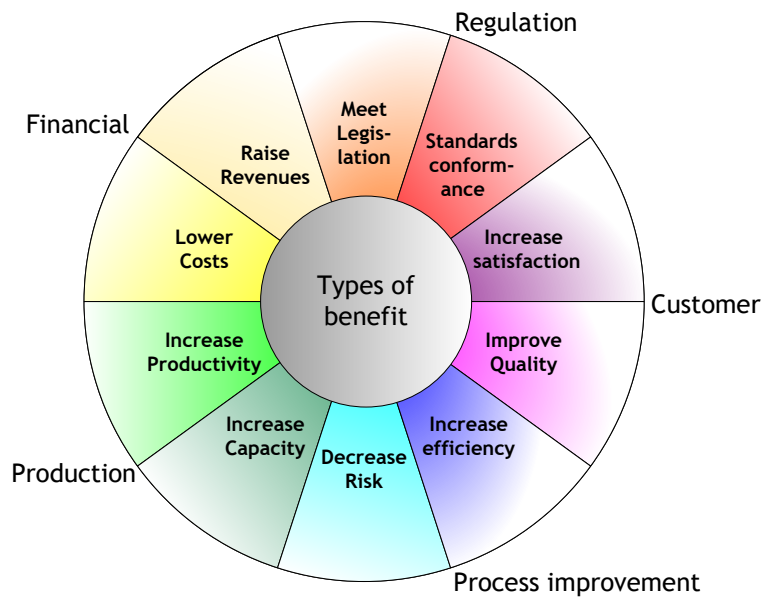 Regulation
Financial
Meet
Legis-
lation
Standards
conform-
ance
Raise
Revenues
Increase
satisfaction
Lower
Costs
Types of
benefit
Customer
Increase
Productivity
Improve
Quality
Increase
Capacity
Increase
efficiency
Decrease
Risk
Production
Process improvement